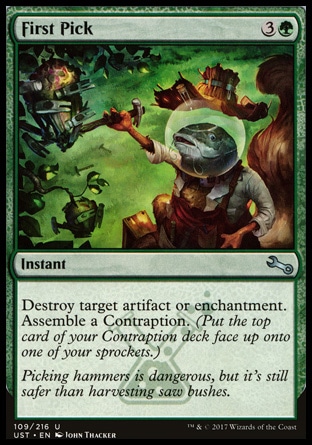 First Pick 3
Instant
Destroy target artifact or enchantment.
Assemble a Contraption. (Put the top
card of your Contraption deck face up onto
one of your sprockets.)
Picking hammers is dangerous, but it's still
safer than harvesting saw bushes.
109/216 U
UST • EN John Thacker
™ & © 2017 Wizards of the Coast